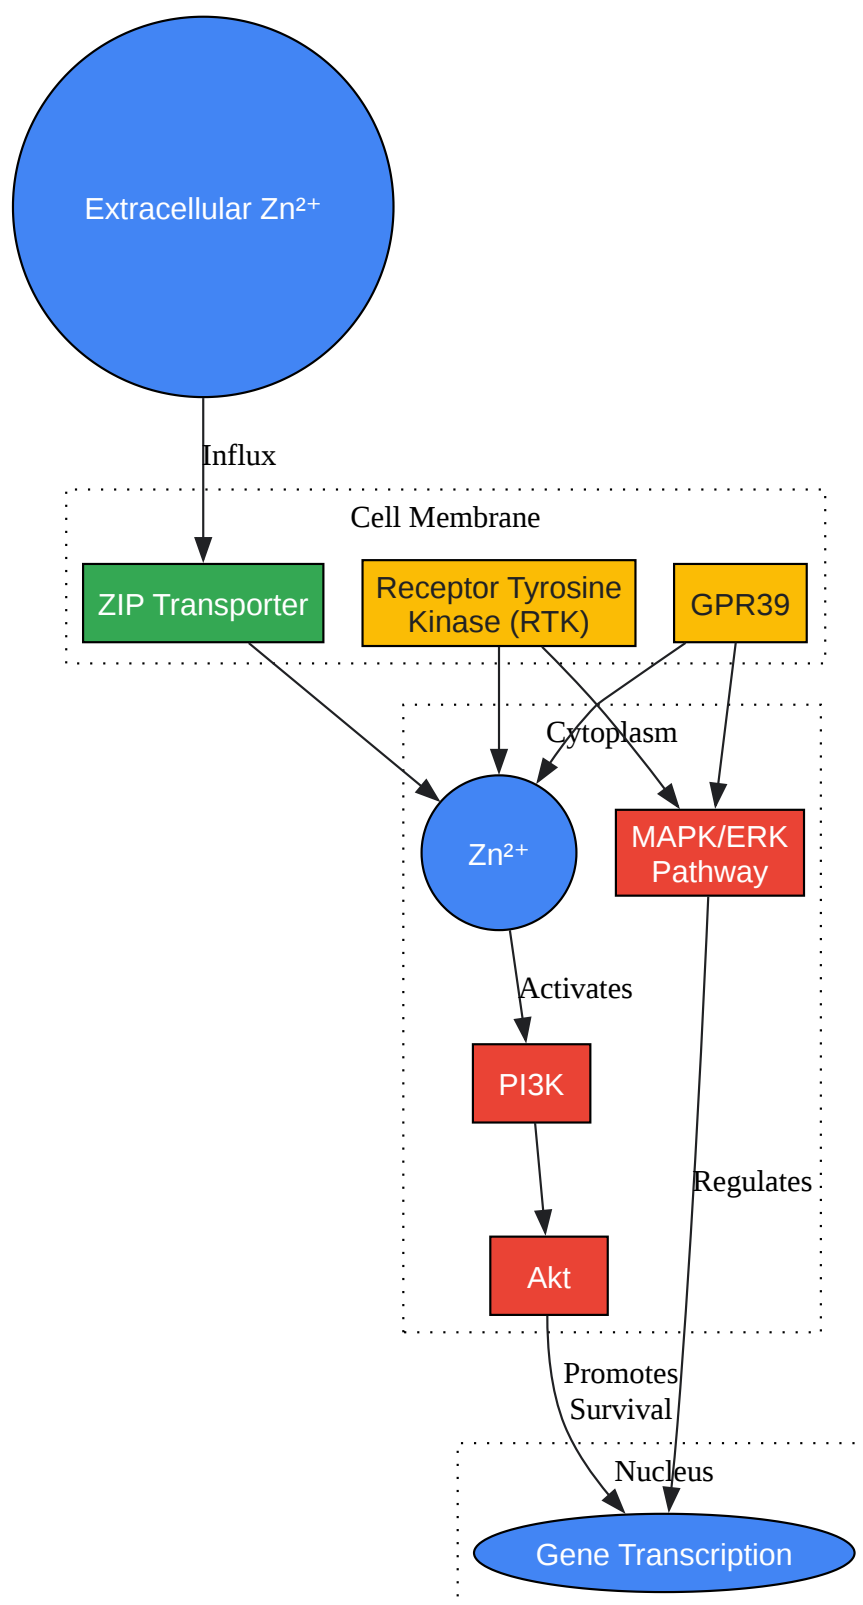 Extracellular Zn²⁺
Influx
Cell Membrane
ZIP Transporter
Receptor Tyrosine
Kinase (RTK)
GPR39
Cytoplasm
Zn²⁺
MAPK/ERK
Pathway
Activates
PI3K
Regulates
Akt
Promotes
Survival
Nucleus
Gene Transcription